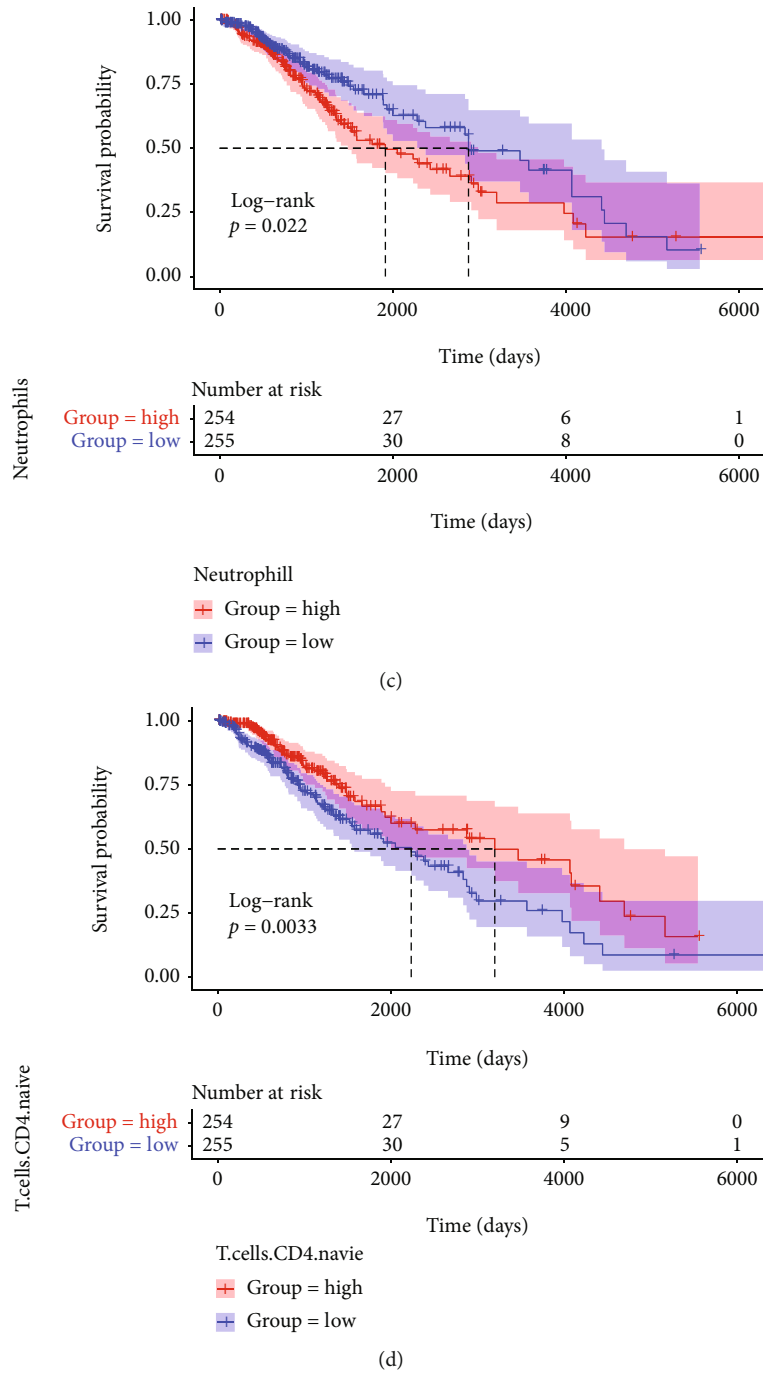 1.00
0.75
0.50
0.25
0.00
Survival probability
Log−rank
p = 0.022
0 2000 4000 6000
Time (days)
Neutrophils
Number at risk
Group = high 254 27 6 1
Group = low 255 30 8 0
0 2000 4000 6000
Time (days)
Neutrophill
Group = high
Group = low
(c)
1.00
0.75
0.50
0.25
0.00
Survival probability
Log−rank
p = 0.0033
0 2000 4000 6000
Time (days)
T.cells.CD4.naive
Number at risk
Group = high 254 27 9 0
Group = low 255 30 5 1
0 2000 4000 6000
Time (days)
T.cells.CD4.navie
Group = high
Group = low
(d)